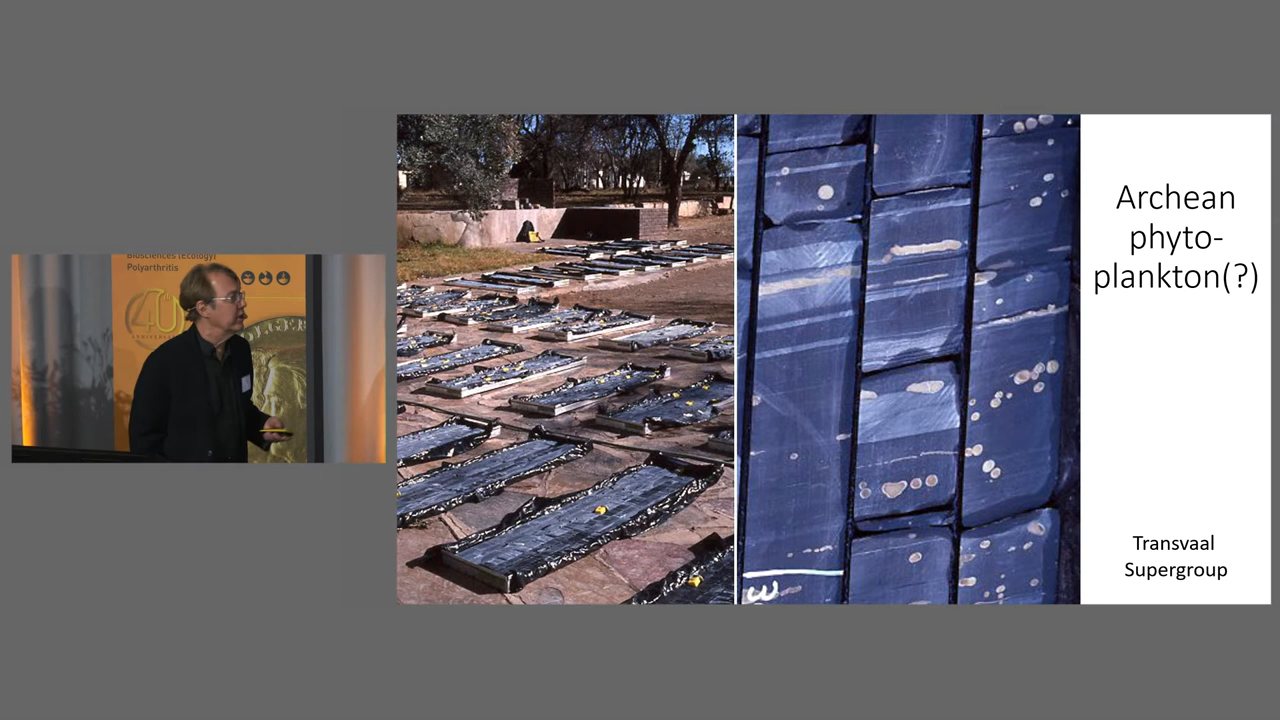 Biosciences (Ecology)
Polyarthritis
Archean
phyto-
plankton(?)
Transvaal
Supergroup